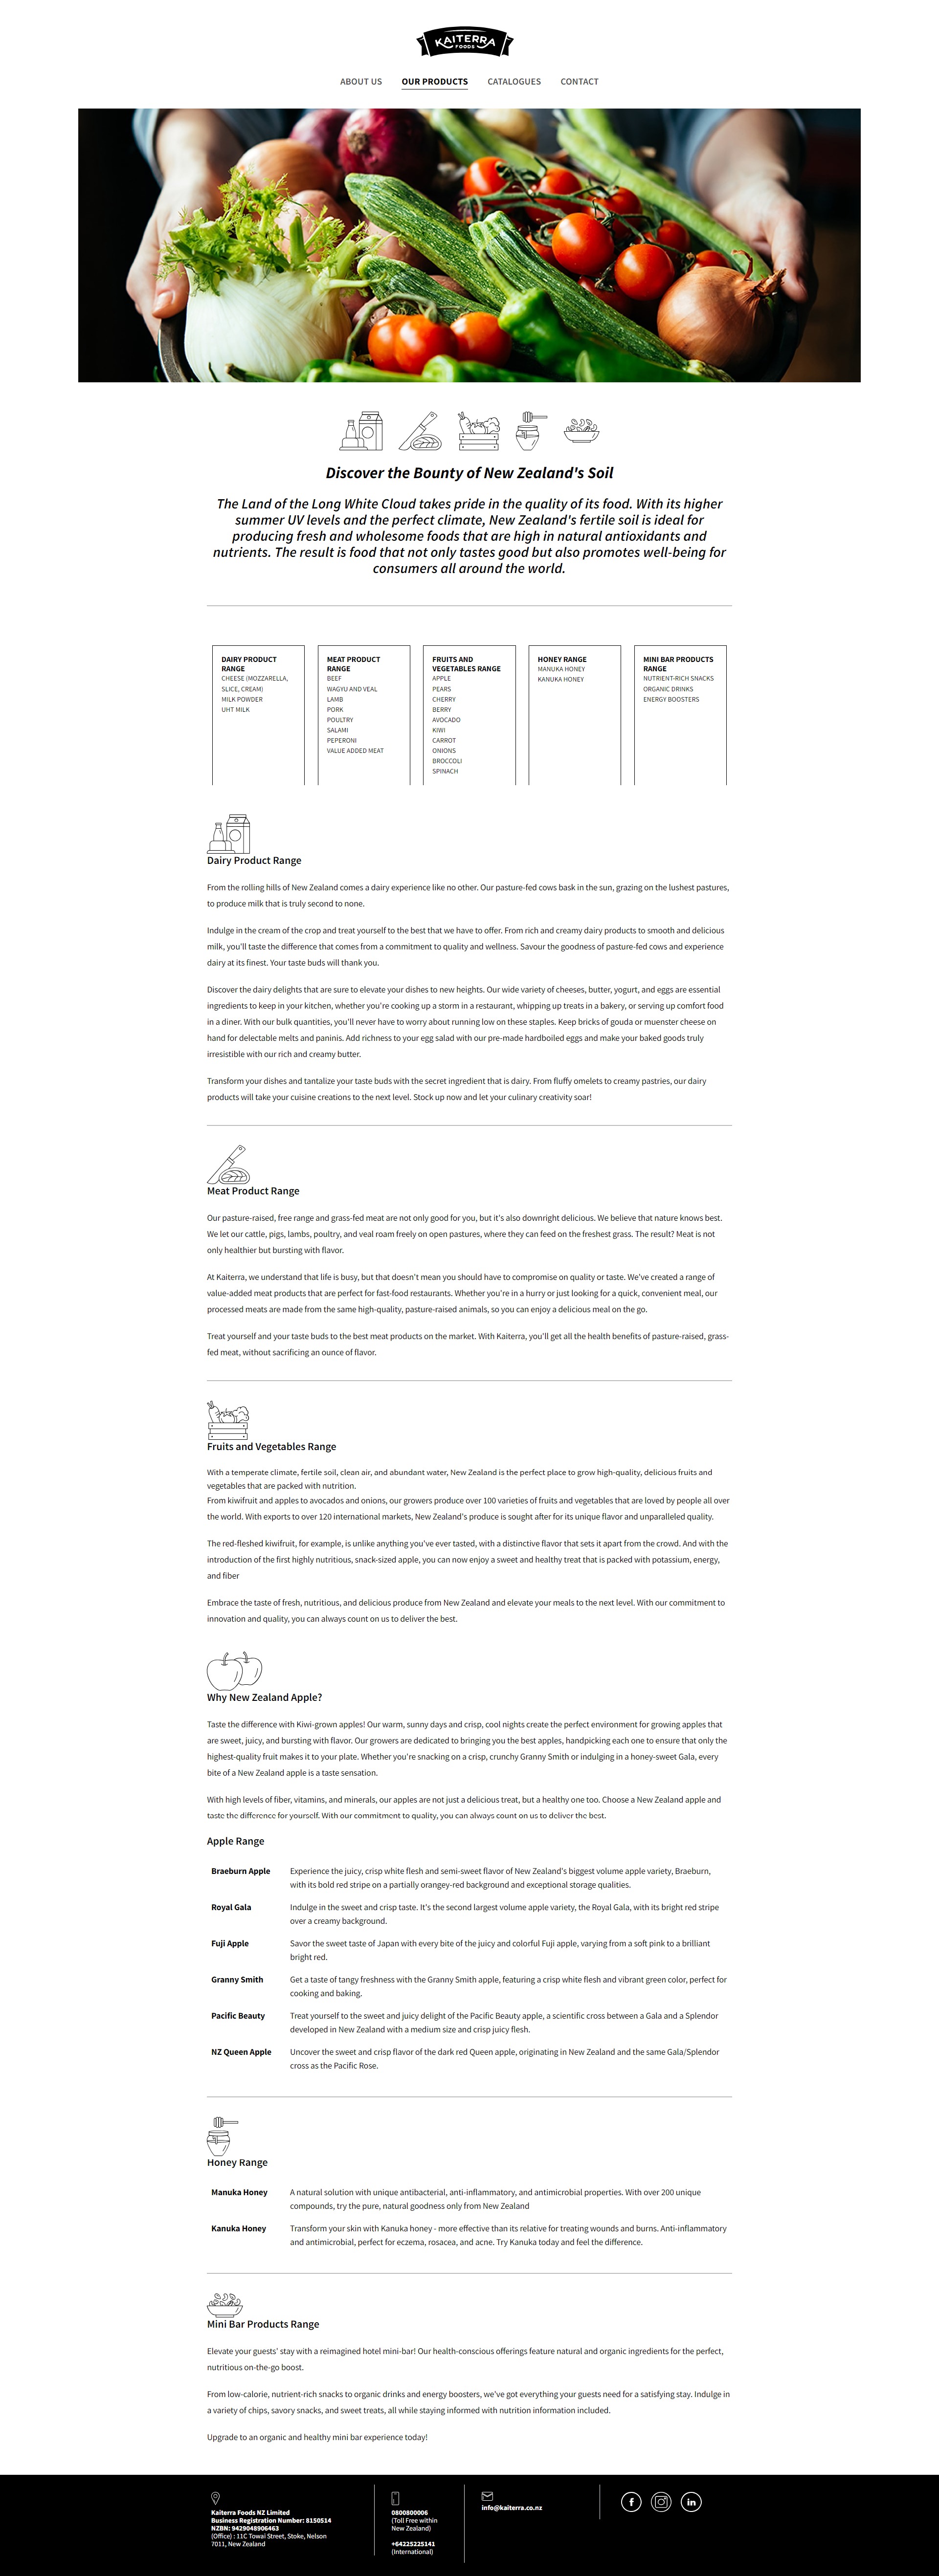 KAITERRA
FOODS
ABOUT US OUR PRODUCTS CATALOGUES CONTACT
Discover the Bounty of New Zealand's Soil
The Land of the Long White Cloud takes pride in the quality of its food. With its higher
summer UV levels and the perfect climate, New Zealand's fertile soil is ideal for
producing fresh and wholesome foods that are high in natural antioxidants and
nutrients. The result is food that not only tastes good but also promotes well-being for
consumers all around the world.
DAIRY PRODUCT
RANGE
CHEESE (MOZZARELLA,
SLICE, CREAM)
MILK POWDER
UHT MILK
MEAT PRODUCT
RANGE
BEEF
WAGYU AND VEAL
LAMB
PORK
POULTRY
SALAMI
PEPERONI
VALUE ADDED MEAT
FRUITS AND
VEGETABLES RANGE
APPLE
PEARS
CHERRY
BERRY
AVOCADO
KIWI
CARROT
ONIONS
BROCCOLI
SPINACH
HONEY RANGE
MANUKA HONEY
KANUKA HONEY
MINI BAR PRODUCTS
RANGE
NUTRIENT-RICH SNACKS
ORGANIC DRINKS
ENERGY BOOSTERS
Dairy Product Range
From the rolling hills of New Zealand comes a dairy experience like no other. Our pasture-fed cows bask in the sun, grazing on the lushest pastures,
to produce milk that is truly second to none.
Indulge in the cream of the crop and treat yourself to the best that we have to offer. From rich and creamy dairy products to smooth and delicious
milk, you'll taste the difference that comes from a commitment to quality and wellness. Savour the goodness of pasture-fed cows and experience
dairy at its finest. Your taste buds will thank you.
Discover the dairy delights that are sure to elevate your dishes to new heights. Our wide variety of cheeses, butter, yogurt, and eggs are essential
ingredients to keep in your kitchen, whether you're cooking up a storm in a restaurant, whipping up treats in a bakery, or serving up comfort food
in a diner. With our bulk quantities, you'll never have to worry about running low on these staples. Keep bricks of gouda or muenster cheese on
hand for delectable melts and paninis. Add richness to your egg salad with our pre-made hardboiled eggs and make your baked goods truly
irresistible with our rich and creamy butter.
Transform your dishes and tantalize your taste buds with the secret ingredient that is dairy. From fluffy omelets to creamy pastries, our dairy
products will take your cuisine creations to the next level. Stock up now and let your culinary creativity soar!
Meat Product Range
Our pasture-raised, free range and grass-fed meat are not only good for you, but it's also downright delicious. We believe that nature knows best.
We let our cattle, pigs, lambs, poultry, and veal roam freely on open pastures, where they can feed on the freshest grass. The result? Meat is not
only healthier but bursting with flavor.
At Kaiterra, we understand that life is busy, but that doesn't mean you should have to compromise on quality or taste. We've created a range of
value-added meat products that are perfect for fast-food restaurants. Whether you're in a hurry or just looking for a quick, convenient meal, our
processed meats are made from the same high-quality, pasture-raised animals, so you can enjoy a delicious meal on the go.
Treat yourself and your taste buds to the best meat products on the market. With Kaiterra, you'll get all the health benefits of pasture-raised, grass-
fed meat, without sacrificing an ounce of flavor.
Fruits and Vegetables Range
With a temperate climate, fertile soil, clean air, and abundant water, New Zealand is the perfect place to grow high-quality, delicious fruits and
vegetables that are packed with nutrition.
From kiwifruit and apples to avocados and onions, our growers produce over 100 varieties of fruits and vegetables that are loved by people all over
the world. With exports to over 120 international markets, New Zealand's produce is sought after for its unique flavor and unparalleled quality.
The red-fleshed kiwifruit, for example, is unlike anything you've ever tasted, with a distinctive flavor that sets it apart from the crowd. And with the
introduction of the first highly nutritious, snack-sized apple, you can now enjoy a sweet and healthy treat that is packed with potassium, energy,
and fiber
Embrace the taste of fresh, nutritious, and delicious produce from New Zealand and elevate your meals to the next level. With our commitment to
innovation and quality, you can always count on us to deliver the best.
Why New Zealand Apple?
Taste the difference with Kiwi-grown apples! Our warm, sunny days and crisp, cool nights create the perfect environment for growing apples that
are sweet, juicy, and bursting with flavor. Our growers are dedicated to bringing you the best apples, handpicking each one to ensure that only the
highest-quality fruit makes it to your plate. Whether you're snacking on a crisp, crunchy Granny Smith or indulging in a honey-sweet Gala, every
bite of a New Zealand apple is a taste sensation.
With high levels of fiber, vitamins, and minerals, our apples are not just a delicious treat, but a healthy one too. Choose a New Zealand apple and
taste the difference for yourself. With our commitment to quality, you can always count on us to deliver the best.
Apple Range
Braeburn Apple Experience the juicy, crisp white flesh and semi-sweet flavor of New Zealand's biggest volume apple variety, Braeburn,
with its bold red stripe on a partially orangey-red background and exceptional storage qualities.
Royal Gala Indulge in the sweet and crisp taste. It's the second largest volume apple variety, the Royal Gala, with its bright red stripe
over a creamy background.
Fuji Apple Savor the sweet taste of Japan with every bite of the juicy and colorful Fuji apple, varying from a soft pink to a brilliant
bright red.
Granny Smith Get a taste of tangy freshness with the Granny Smith apple, featuring a crisp white flesh and vibrant green color, perfect for
cooking and baking.
Pacific Beauty Treat yourself to the sweet and juicy delight of the Pacific Beauty apple, a scientific cross between a Gala and a Splendor
developed in New Zealand with a medium size and crisp juicy flesh.
NZ Queen Apple Uncover the sweet and crisp flavor of the dark red Queen apple, originating in New Zealand and the same Gala/Splendor
cross as the Pacific Rose.
Honey Range
Manuka Honey A natural solution with unique antibacterial, anti-inflammatory, and antimicrobial properties. With over 200 unique
compounds, try the pure, natural goodness only from New Zealand
Kanuka Honey Transform your skin with Kanuka honey - more effective than its relative for treating wounds and burns. Anti-inflammatory
and antimicrobial, perfect for eczema, rosacea, and acne. Try Kanuka today and feel the difference.
Mini Bar Products Range
Elevate your guests' stay with a reimagined hotel mini-bar! Our health-conscious offerings feature natural and organic ingredients for the perfect,
nutritious on-the-go boost.
From low-calorie, nutrient-rich snacks to organic drinks and energy boosters, we've got everything your guests need for a satisfying stay. Indulge in
a variety of chips, savory snacks, and sweet treats, all while staying informed with nutrition information included.
Upgrade to an organic and healthy mini bar experience today!
Kaiterra Foods NZ Limited
Business Registration Number: 8150514
NZBN: 9429048906463
(Office) : 11C Towai Street, Stoke, Nelson
7011, New Zealand
0800800006
(Toll Free within
New Zealand)
+64225225141
(International)
info@kaiterra.co.nz